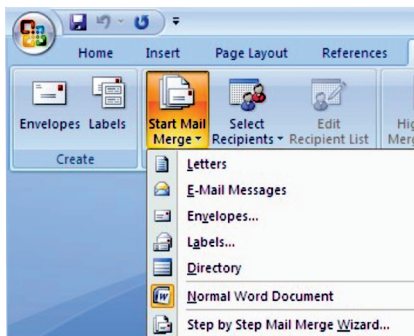 Home Insert Page Layout References
Envelopes Labels Start Mail Merge Select Recipients Edit Recipient List
Create
Letters
E-Mail Messages
Envelopes...
Labels...
Directory
Normal Word Document
Step by Step Mail Merge Wizard...